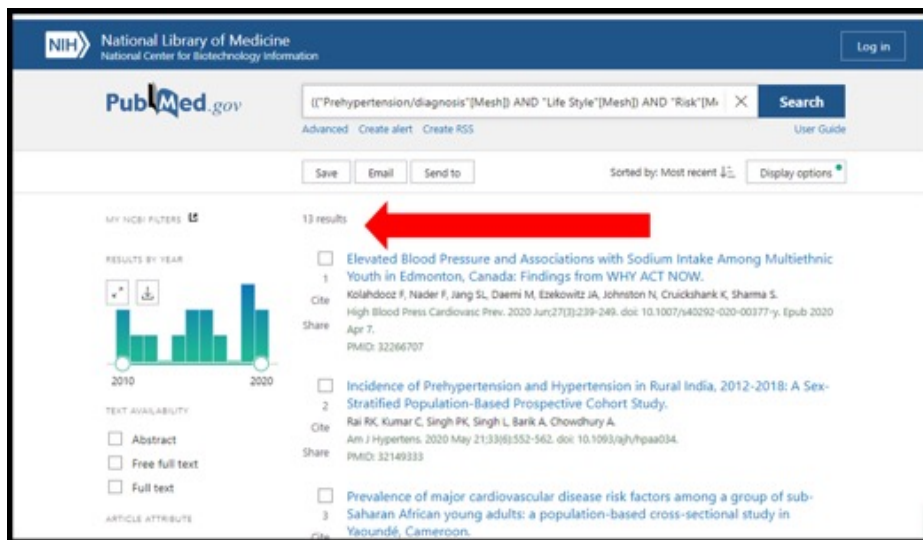 NIH National Library of Medicine
National Center for Biotechnology Information
Log in
PubMed.gov
(("Prehypertension/diagnosis"[Mesh]) AND "Life Style"[Mesh]) AND "Risk"[M
Search
Advanced Create alert Create RSS
User Guide
Save Email Send to
Sorted by: Most recent
Display options
MY NCBI FILTERS
13 results
RESULTS BY YEAR
2010 2020
TEXT AVAILABILITY
Abstract
Free full text
Full text
ARTICLE ATTRIBUTE
1
Cite
Share
Elevated Blood Pressure and Associations with Sodium Intake Among Multiethnic
Youth in Edmonton, Canada: Findings from WHY ACT NOW.
Kolahdooz F, Nader F, Jang SL, Daemi M, Ezekowitz JA, Johnston N, Cruickshank K, Sharma S.
High Blood Press Cardiovasc Prev. 2020 Jun;27(3):239-249. doi: 10.1007/s40292-020-00377-y. Epub 2020
Apr 7.
PMID: 32266707
2
Cite
Share
Incidence of Prehypertension and Hypertension in Rural India, 2012-2018: A Sex-
Stratified Population-Based Prospective Cohort Study.
Rai RK, Kumar C, Singh PK, Singh L, Barik A, Chowdhury A.
Am J Hypertens. 2020 May 21;33(6):552-562. doi: 10.1093/ajh/hpaa034.
PMID: 32149333
3
Cite
Prevalence of major cardiovascular disease risk factors among a group of sub-
Saharan African young adults: a population-based cross-sectional study in
Yaoundé, Cameroon.